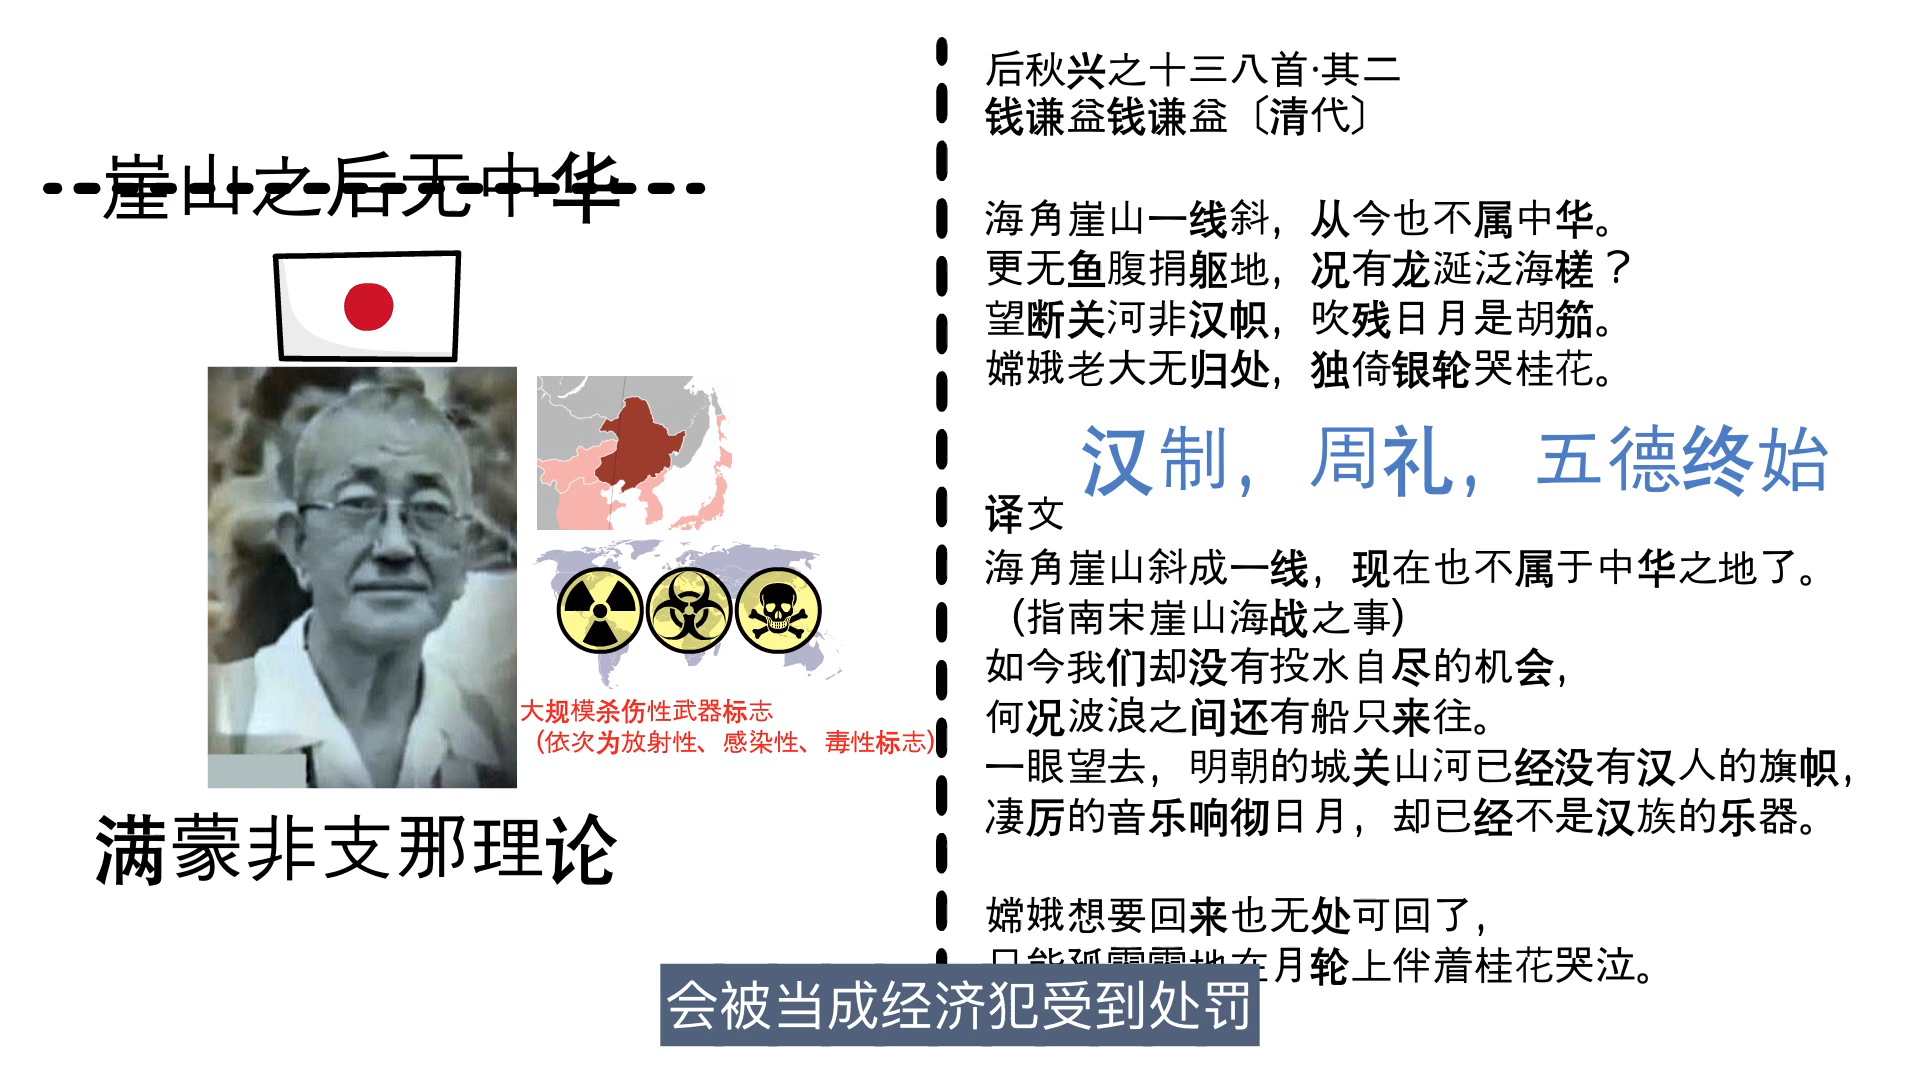 崖山之后无中华
大规模杀伤性武器标志
（依次为放射性、感染性、毒性标志）
满蒙非支那理论
后秋兴之十三八首·其二
钱谦益钱谦益〔清代〕
海角崖山一线斜，从今也不属中华。
更无鱼腹捐躯地，况有龙涎泛海槎？
望断关河非汉帜，吹残日月是胡笳。
嫦娥老大无归处，独倚银轮哭桂花。
汉制，周礼，五德终始
译文
海角崖山斜成一线，现在也不属于中华之地了。
（指南宋崖山海战之事）
如今我们却没有投水自尽的机会，
何况波浪之间还有船只来往。
一眼望去，明朝的城关山河已经没有汉人的旗帜，
凄厉的音乐响彻日月，却已经不是汉族的乐器。
嫦娥想要回来也无处可回了，
只能孤零零地在月轮上伴着桂花哭泣。
会被当成经济犯受到处罚